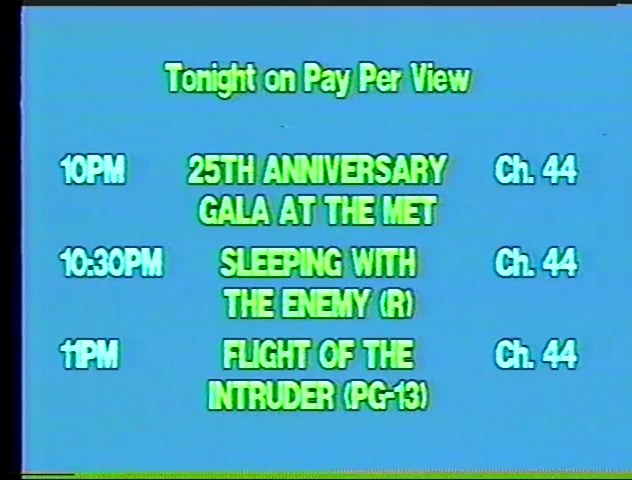 Tonight on Pay Per View
10PM 25TH ANNIVERSARY Ch. 44
GALA AT THE MET
10:30PM SLEEPING WITH Ch. 44
THE ENEMY (R)
11PM FLIGHT OF THE Ch. 44
INTRUDER (PG-13)